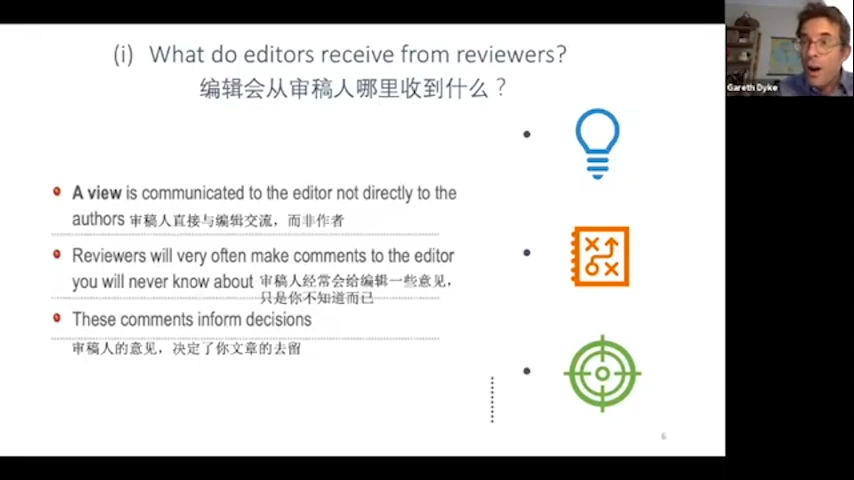 (i) What do editors receive from reviewers?
编辑会从审稿人哪里收到什么？
A view is communicated to the editor not directly to the
authors 审稿人直接与编辑交流，而非作者
Reviewers will very often make comments to the editor
you will never know about 审稿人经常会给编辑一些意见，
只是你不知道而已
These comments inform decisions
审稿人的意见，决定了你文章的去留
6
Gareth Dyke